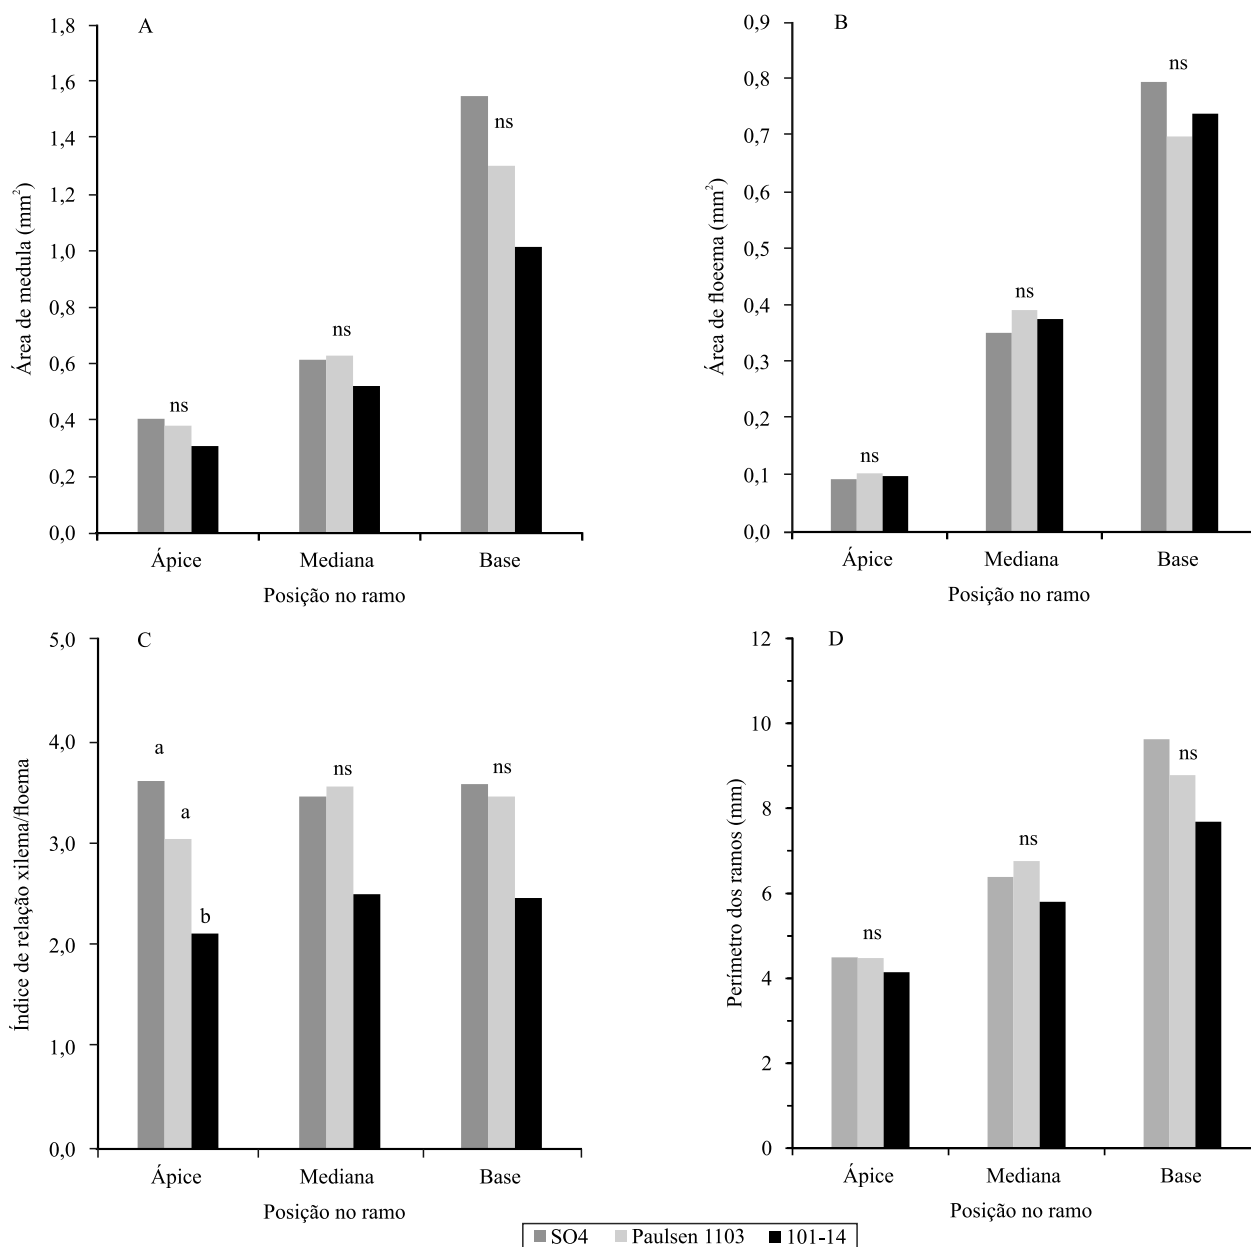 A
Área de medula (mm²)
1,8
1,6
1,4
1,2
1,0
0,8
0,6
0,4
0,2
0,0
ns
ns
ns
Ápice Mediana Base
Posição no ramo
B
Área de floeema (mm²)
0,9
0,8
0,7
0,6
0,5
0,4
0,3
0,2
0,1
0,0
ns
ns
ns
Ápice Mediana Base
Posição no ramo
C
Índice de relação xilema/floema
5,0
4,0
3,0
2,0
1,0
0,0
a
a
b
ns
ns
Ápice Mediana Base
Posição no ramo
D
Perímetro dos ramos (mm)
12
10
8
6
4
2
0
ns
ns
ns
Ápice Mediana Base
Posição no ramo
SO4 Paulsen 1103 101-14